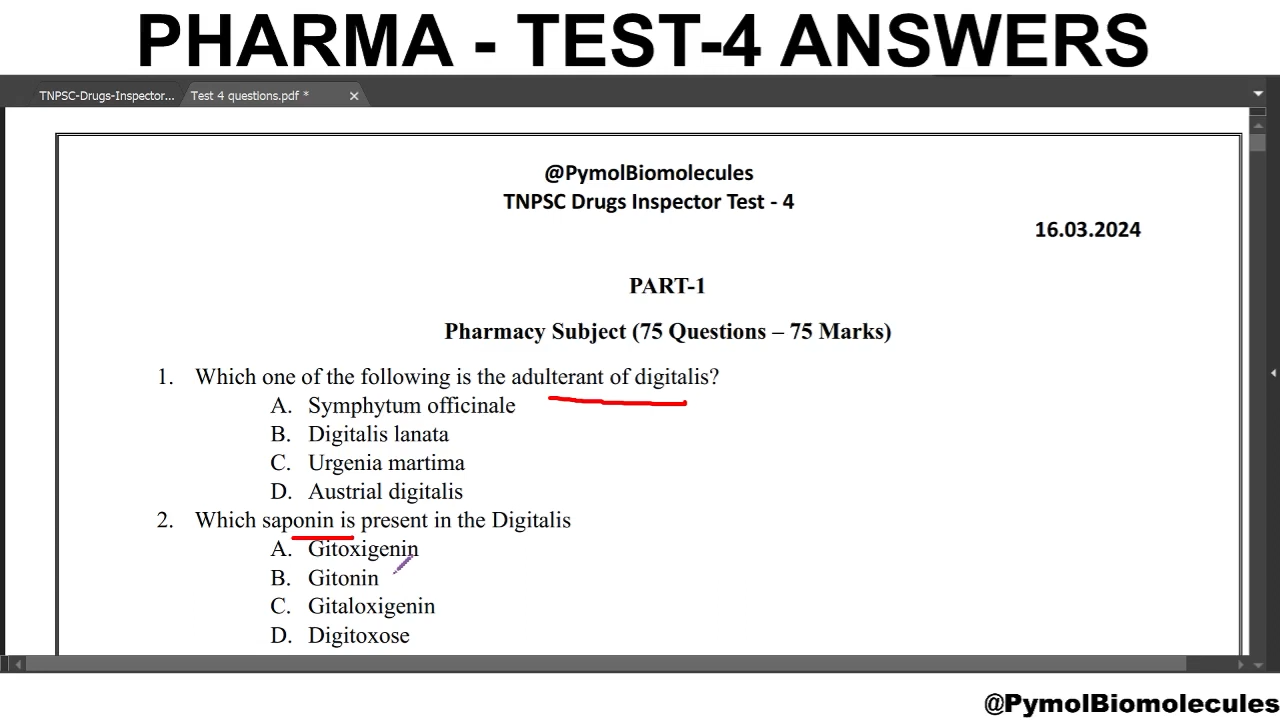 PHARMA - TEST-4 ANSWERS
TNPSC-Drugs-Inspector... Test 4 questions.pdf *
@PymolBiomolecules
TNPSC Drugs Inspector Test - 4
16.03.2024
PART-1
Pharmacy Subject (75 Questions – 75 Marks)
1. Which one of the following is the adulterant of digitalis?
A. Symphytum officinale
B. Digitalis lanata
C. Urgenia martima
D. Austrial digitalis
2. Which saponin is present in the Digitalis
A. Gitoxigenin
B. Gitonin
C. Gitaloxigenin
D. Digitoxose
@PymolBiomolecules